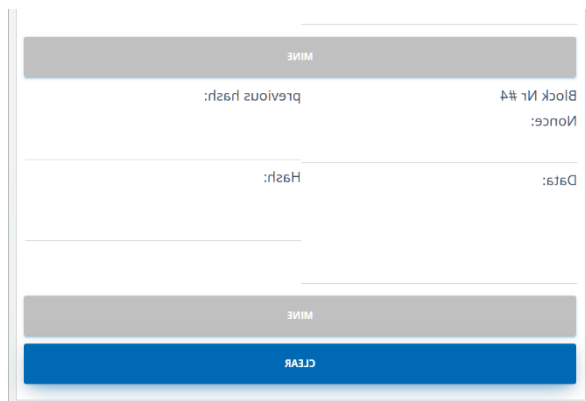 MINE
Block Nr #4
previous hash:
Nonce:
Data:
Hash:
MINE
CLEAR